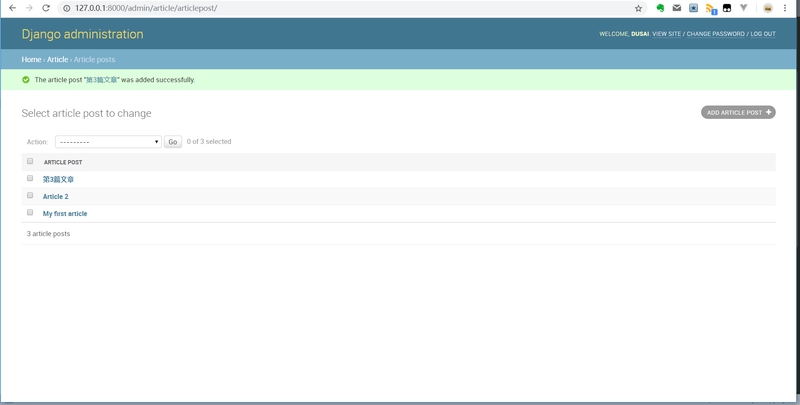 127.0.0.1:8000/admin/article/articlepost/
Django administration
WELCOME, DUSAI VIEW SITE / CHANGE PASSWORD / LOG OUT
Home › Article › Article posts
The article post "第3篇文章" was added successfully.
Select article post to change
ADD ARTICLE POST +
Action: --------- Go 0 of 3 selected
ARTICLE POST
第3篇文章
Article 2
My first article
3 article posts